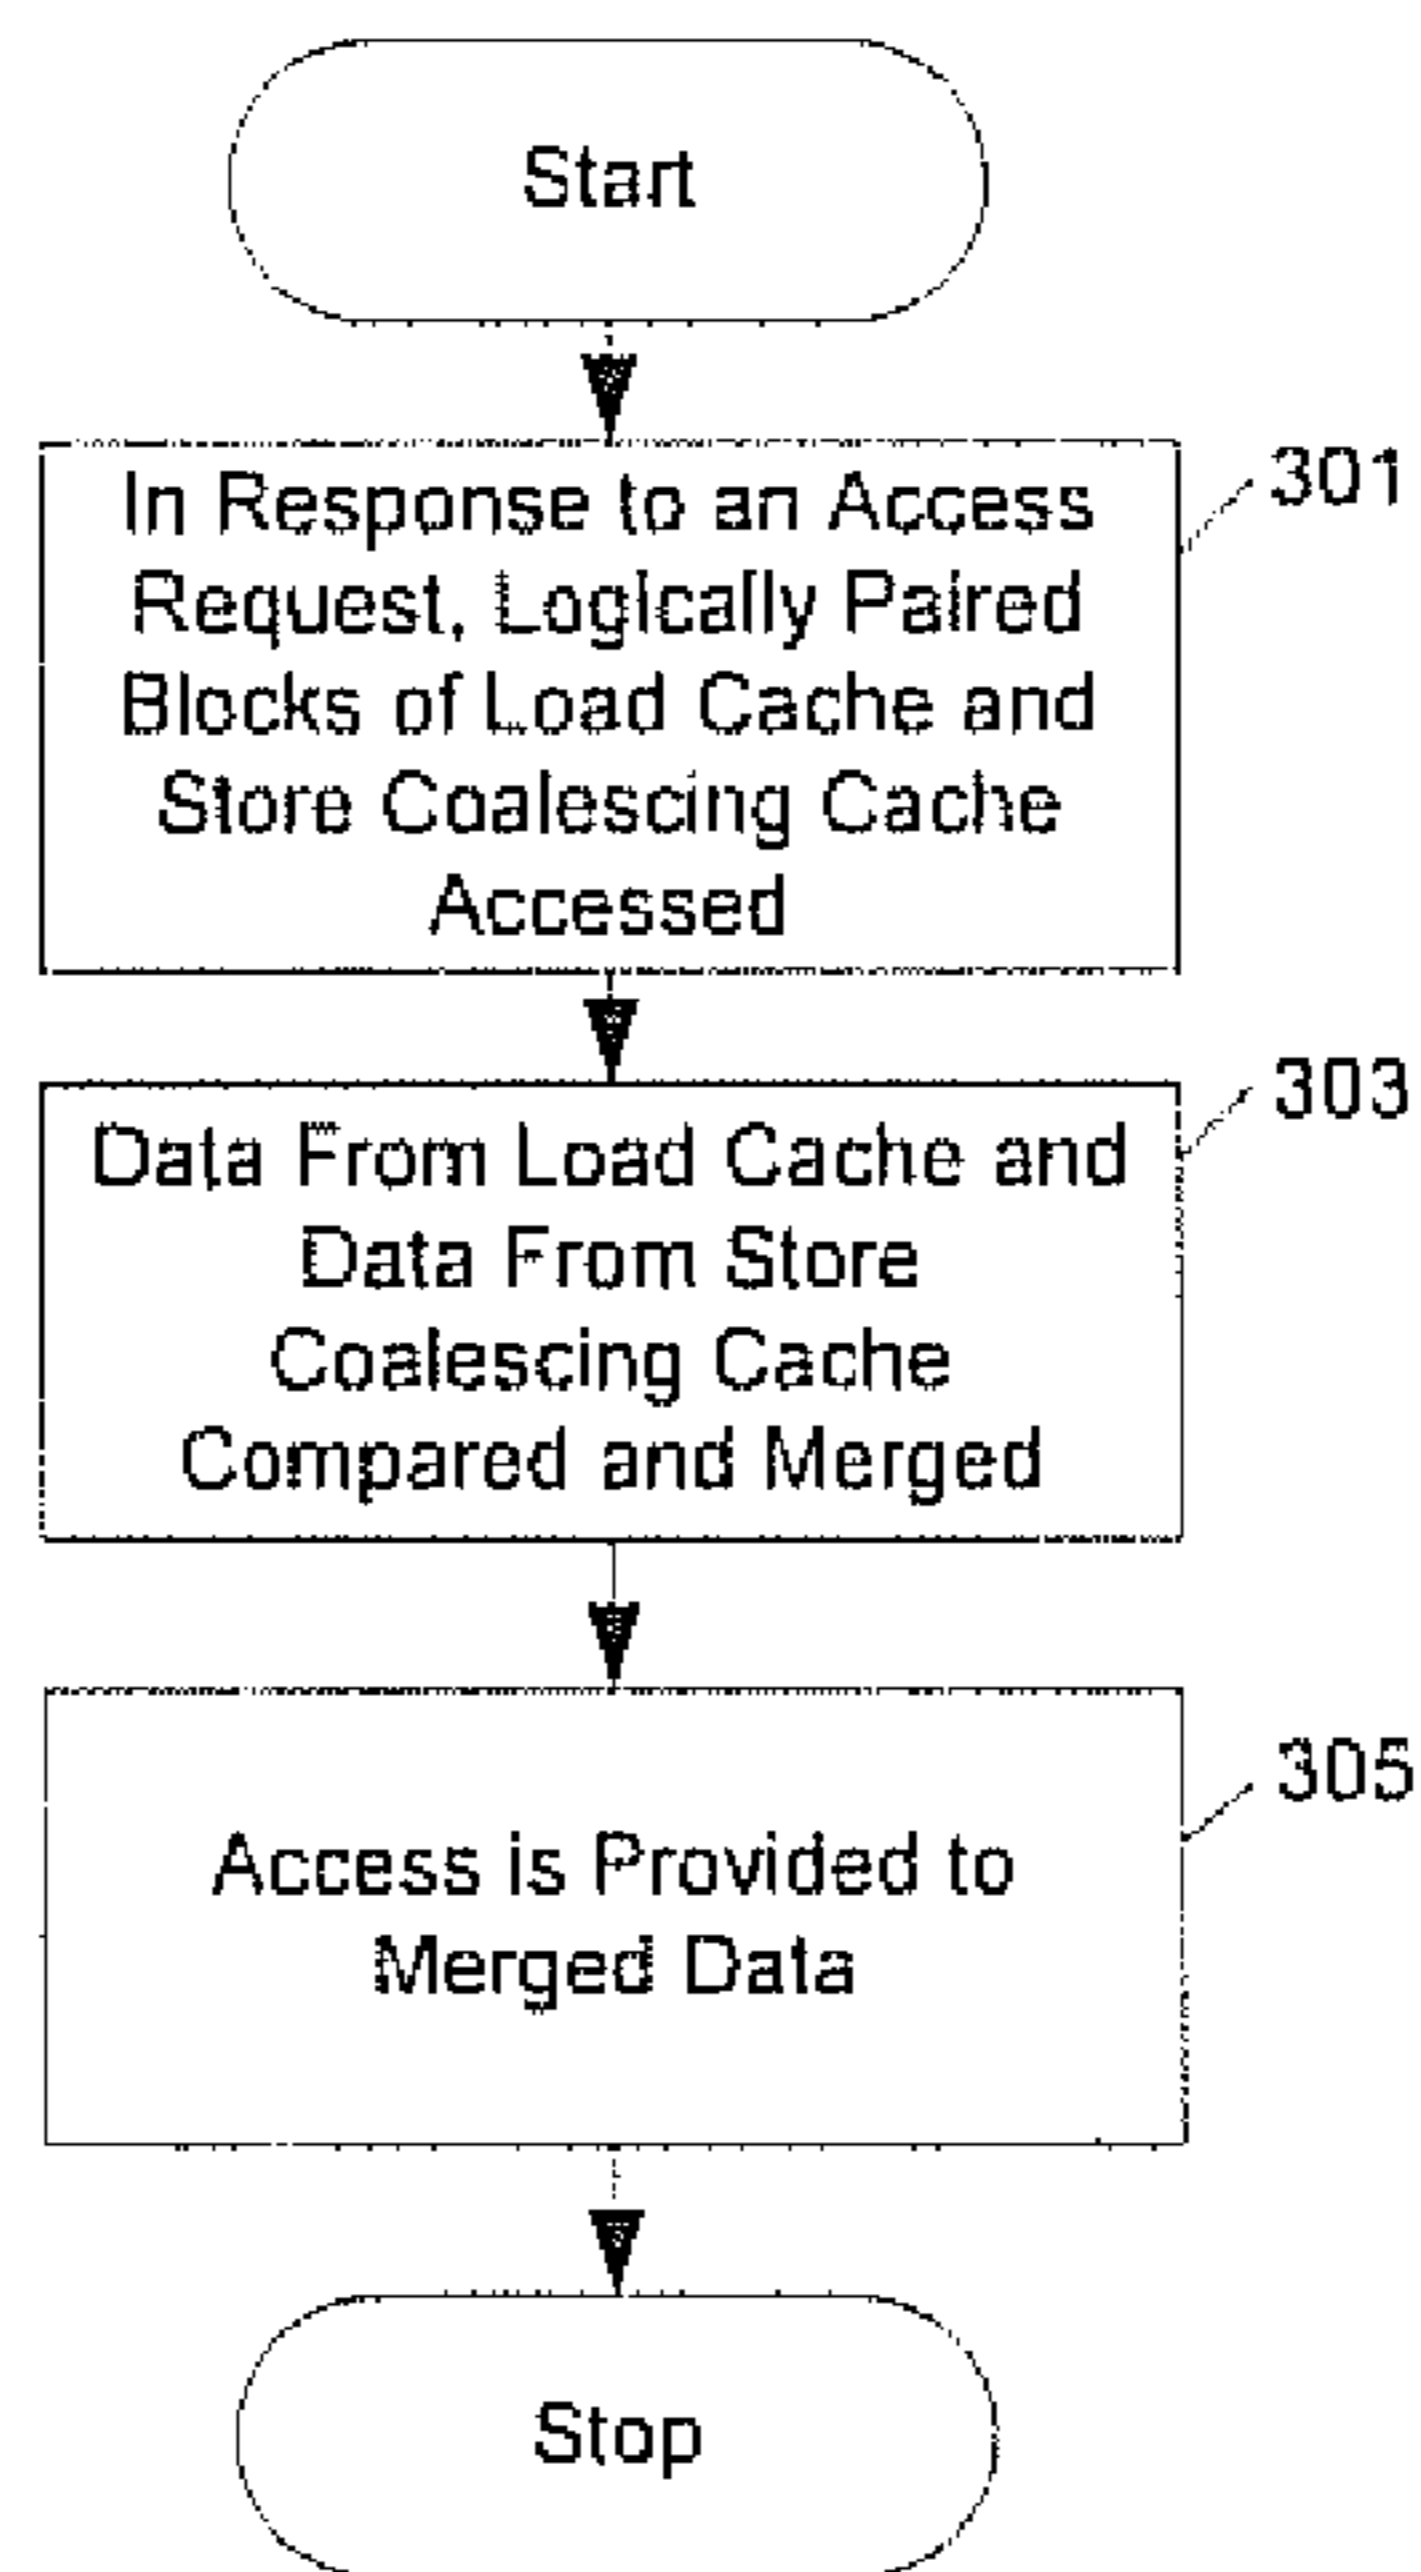 Start
In Response to an Access
301
Request, Logically Paired
Blocks of Load Cache and
Store Coalescing Cache
Accessed
303
Data From Load Cache and
Data From Store
Coalescing Cache
Compared and Merged
305
Access is Provided to
Merged Data
Stop